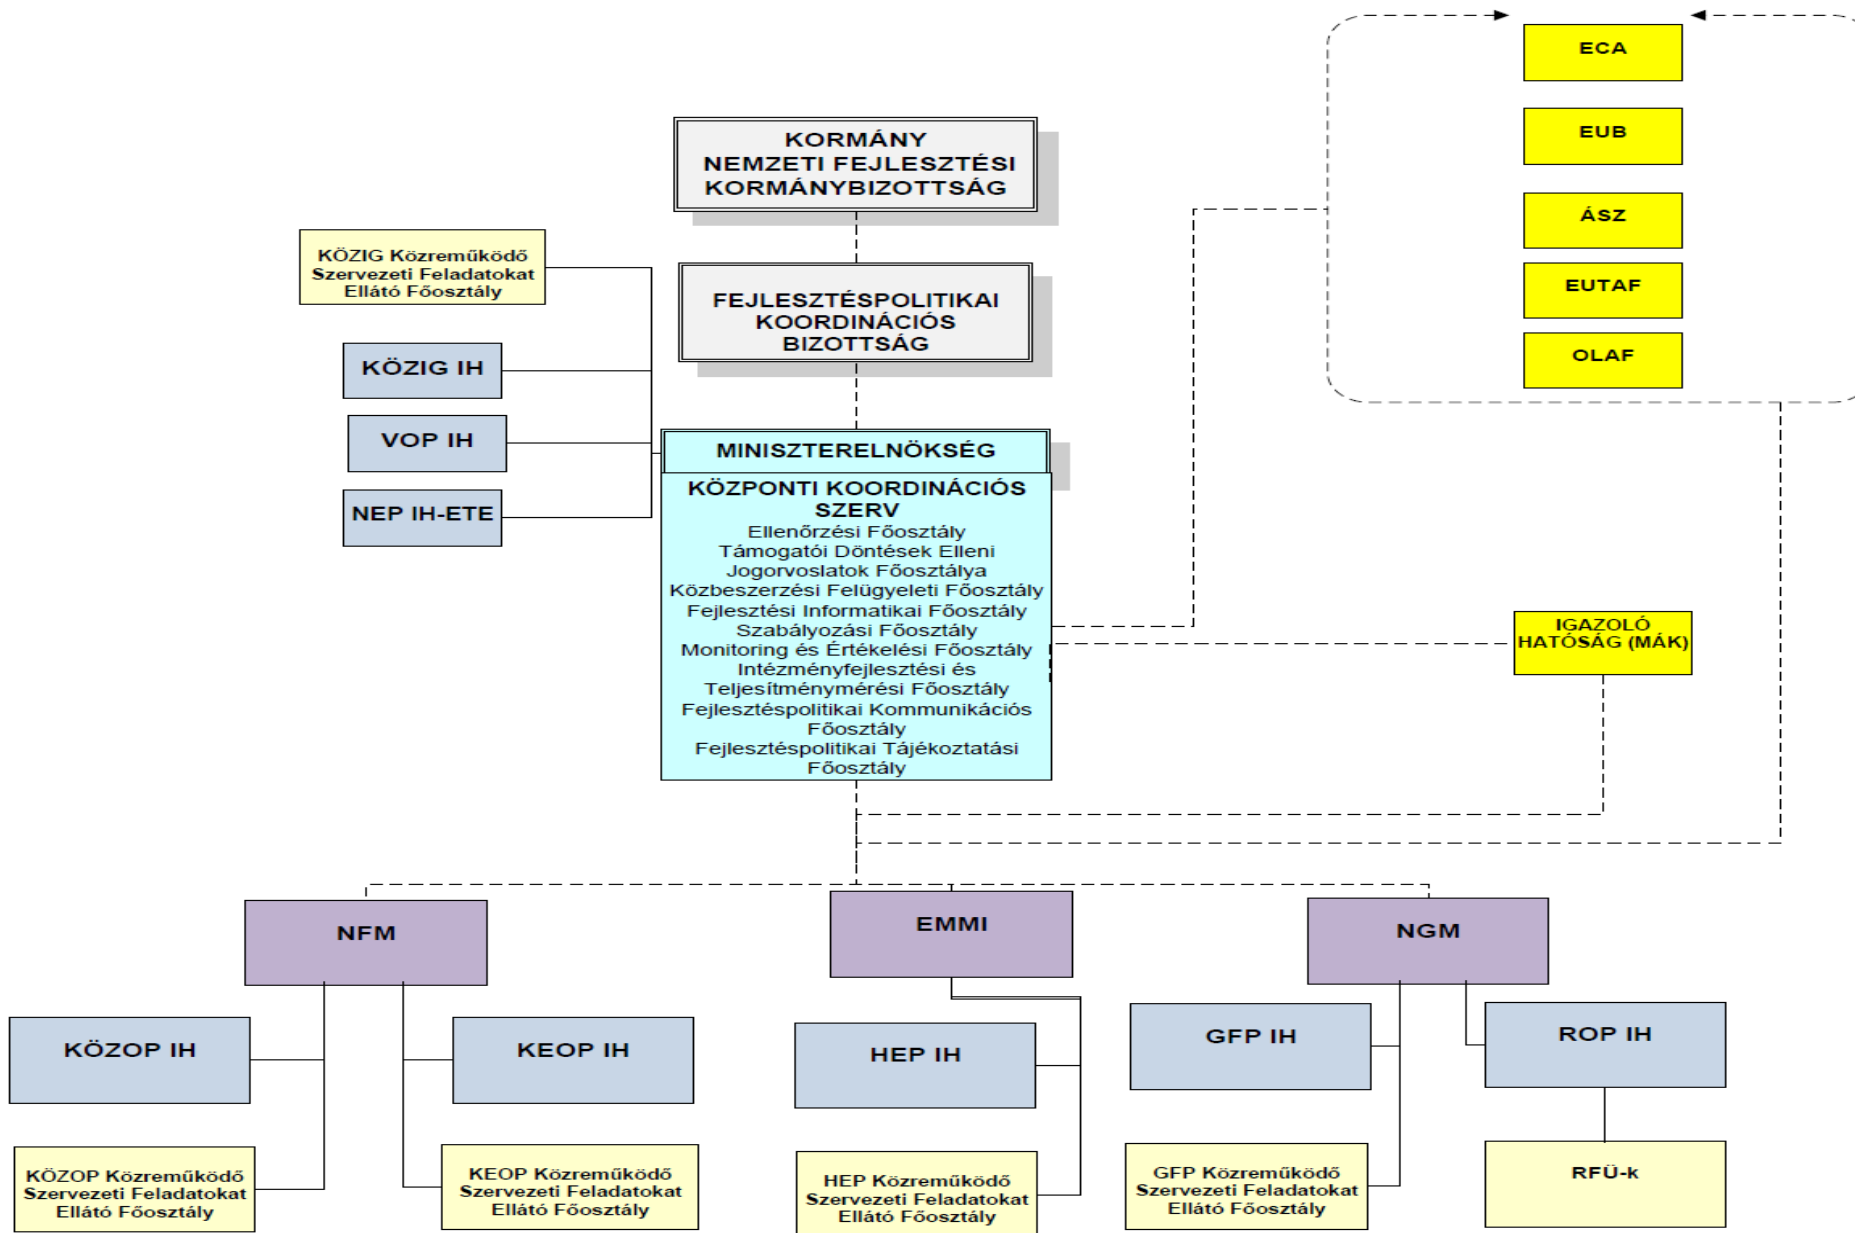 ECA
EUB
ÁSZ
EUTAF
OLAF
KORMÁNY
NEMZETI FEJLESZTÉSI
KORMÁNYBIZOTTSÁG
KÖZIG Közreműködő
Szervezeti Feladatokat
Ellátó Főosztály
FEJLESZTÉSPOLITIKAI
KOORDINÁCIÓS
BIZOTTSÁG
KÖZIG IH
VOP IH
NEP IH-ETE
MINISZTERELNÖKSÉG
KÖZPONTI KOORDINÁCIÓS
SZERV
Ellenőrzési Főosztály
Támogatói Döntések Elleni
Jogorvoslatok Főosztálya
Közbeszerzési Felügyeleti Főosztály
Fejlesztési Informatikai Főosztály
Szabályozási Főosztály
Monitoring és Értékelési Főosztály
Intézményfejlesztési és
Teljesítménymérési Főosztály
Fejlesztéspolitikai Kommunikációs
Főosztály
Fejlesztéspolitikai Tájékoztatási
Főosztály
IGAZOLÓ
HATÓSÁG (MÁK)
NFM
EMMI
NGM
KÖZOP IH
KEOP IH
HEP IH
GFP IH
ROP IH
KÖZOP Közreműködő
Szervezeti Feladatokat
Ellátó Főosztály
KEOP Közreműködő
Szervezeti Feladatokat
Ellátó Főosztály
HEP Közreműködő
Szervezeti Feladatokat
Ellátó Főosztály
GFP Közreműködő
Szervezeti Feladatokat
Ellátó Főosztály
RFÜ-k